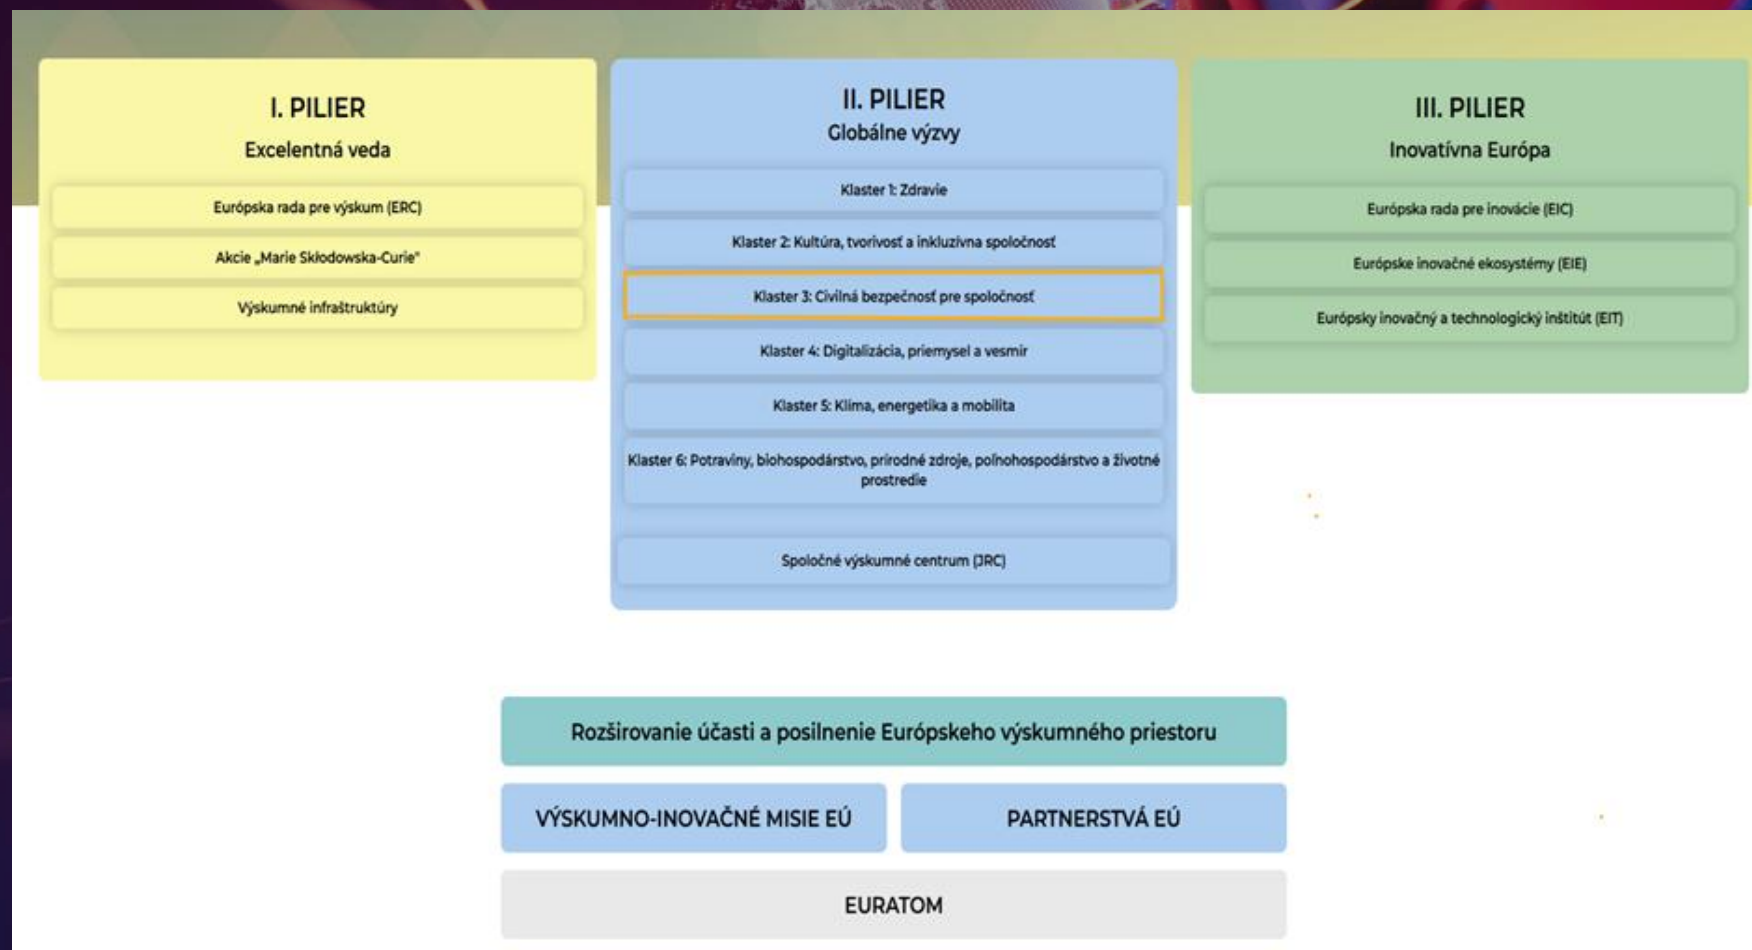 I. PILIER
Excelentná veda
Európska rada pre výskum (ERC)
Akcie „Marie Skłodowska-Curie"
Výskumné infraštruktúry
II. PILIER
Globálne výzvy
Klaster 1: Zdravie
Klaster 2: Kultúra, tvorivosť a inkluzívna spoločnosť
Klaster 3: Civilná bezpečnosť pre spoločnosť
Klaster 4: Digitalizácia, priemysel a vesmír
Klaster 5: Klíma, energetika a mobilita
Klaster 6: Potraviny, biohospodárstvo, prírodné zdroje, poľnohospodárstvo a životné
prostredie
Spoločné výskumné centrum (JRC)
III. PILIER
Inovatívna Európa
Európska rada pre inovácie (EIC)
Európske inovačné ekosystémy (EIE)
Európsky inovačný a technologický inštitút (EIT)
Rozširovanie účasti a posilnenie Európskeho výskumného priestoru
VÝSKUMNO-INOVAČNÉ MISIE EÚ
PARTNERSTVÁ EÚ
EURATOM